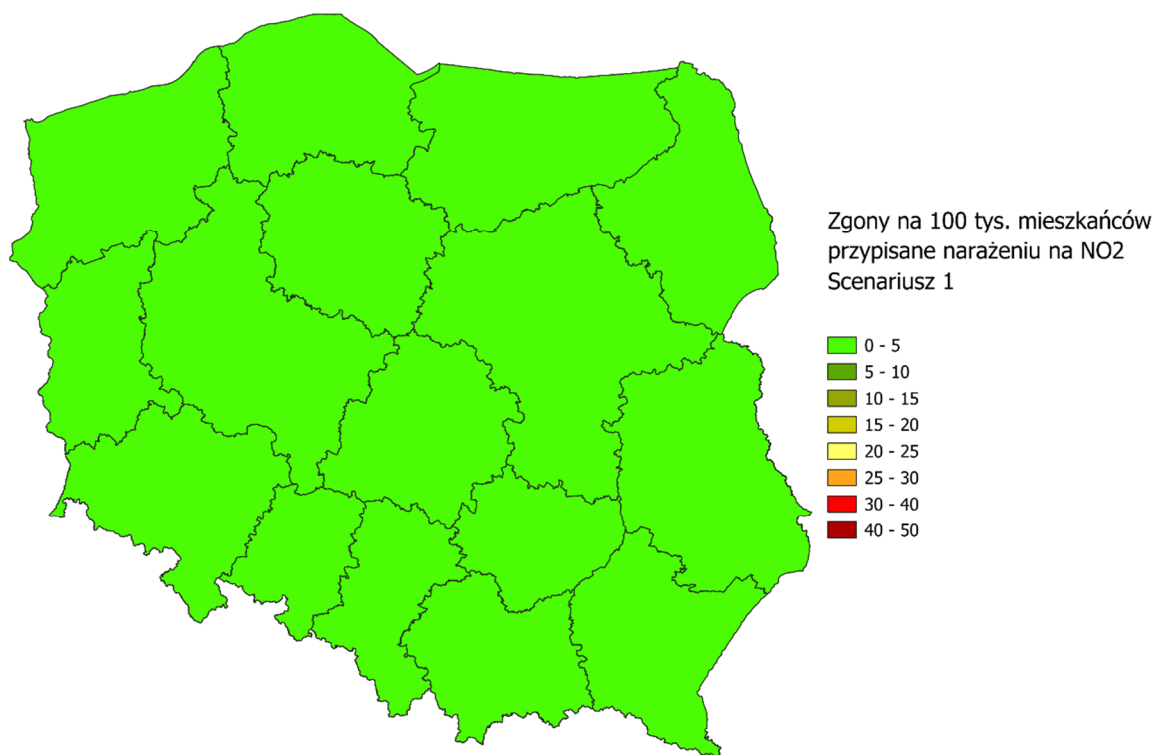 Zgony na 100 tys. mieszkańców
przypisane narażeniu na NO2
Scenariusz 1
0 - 5
5 - 10
10 - 15
15 - 20
20 - 25
25 - 30
30 - 40
40 - 50